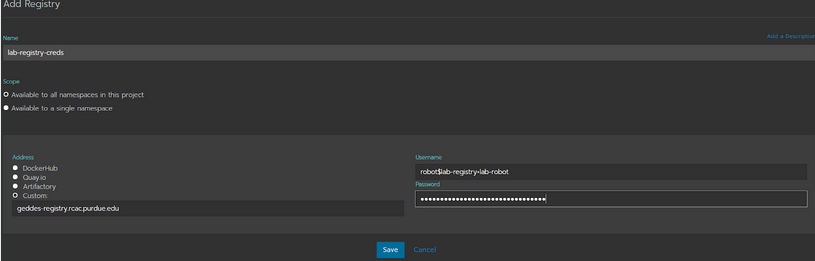 Add Registry
Name
Add a Description
lab-registry-creds
Scope
Available to all namespaces in this project
Available to a single namespace
Address
DockerHub
Quay.io
Artifactory
Custom:
geddes-registry.rcac.purdue.edu
Username
robot$lab-registry+lab-robot
Password
Save
Cancel